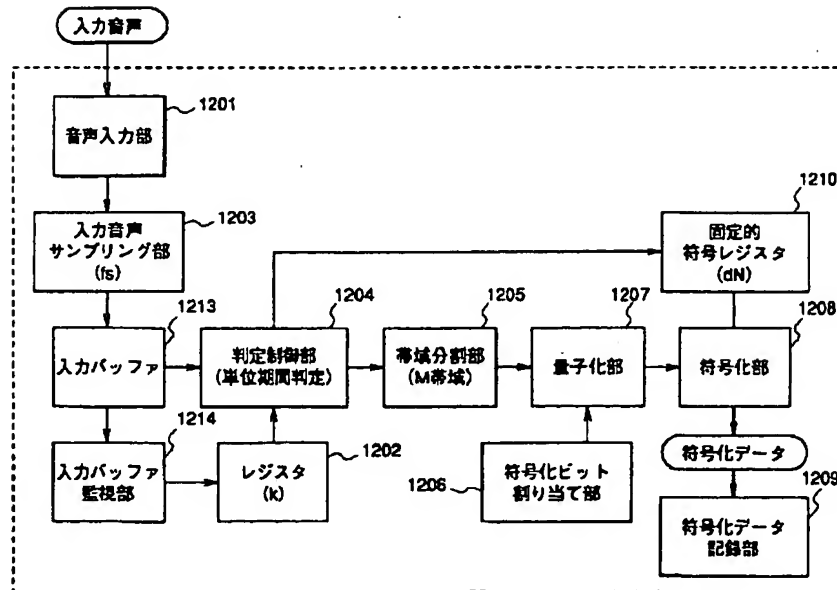 入力音声
1201
音声入力部
1203
入力音声
サンプリング部
(fs)
1210
固定的
符号レジスタ
(dN)
1213
入力バッファ
1204
判定制御部
(単位期間判定)
1205
帯域分割部
(M帯域)
1207
量子化部
1208
符号化部
1214
入力バッファ
監視部
1202
レジスタ
(k)
1206
符号化ビット
割り当て部
符号化データ
1209
符号化データ
記録部